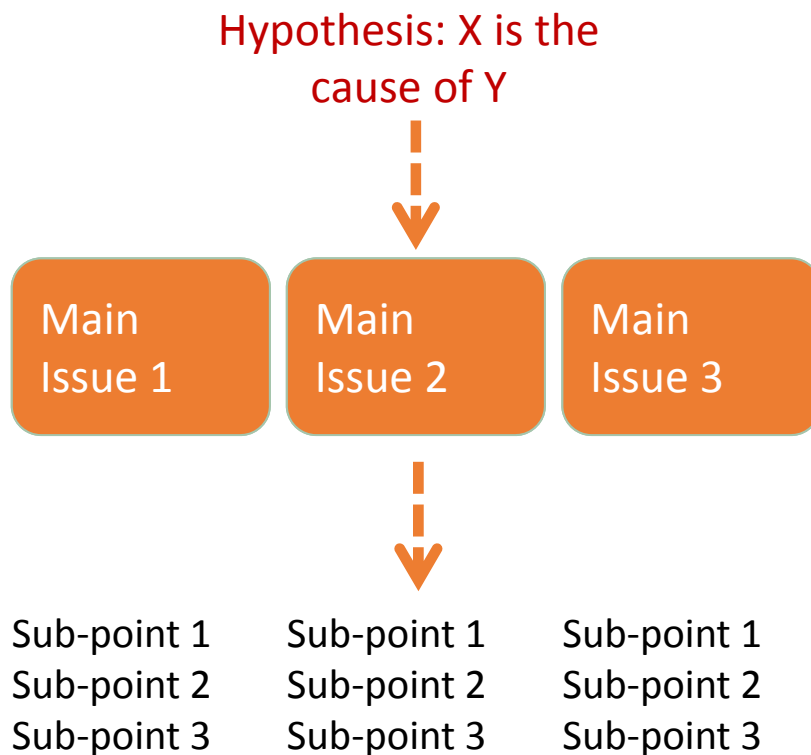 Hypothesis: X is the
cause of Y
Main
Issue 1
Main
Issue 2
Main
Issue 3
Sub-point 1
Sub-point 2
Sub-point 3
Sub-point 1
Sub-point 2
Sub-point 3
Sub-point 1
Sub-point 2
Sub-point 3